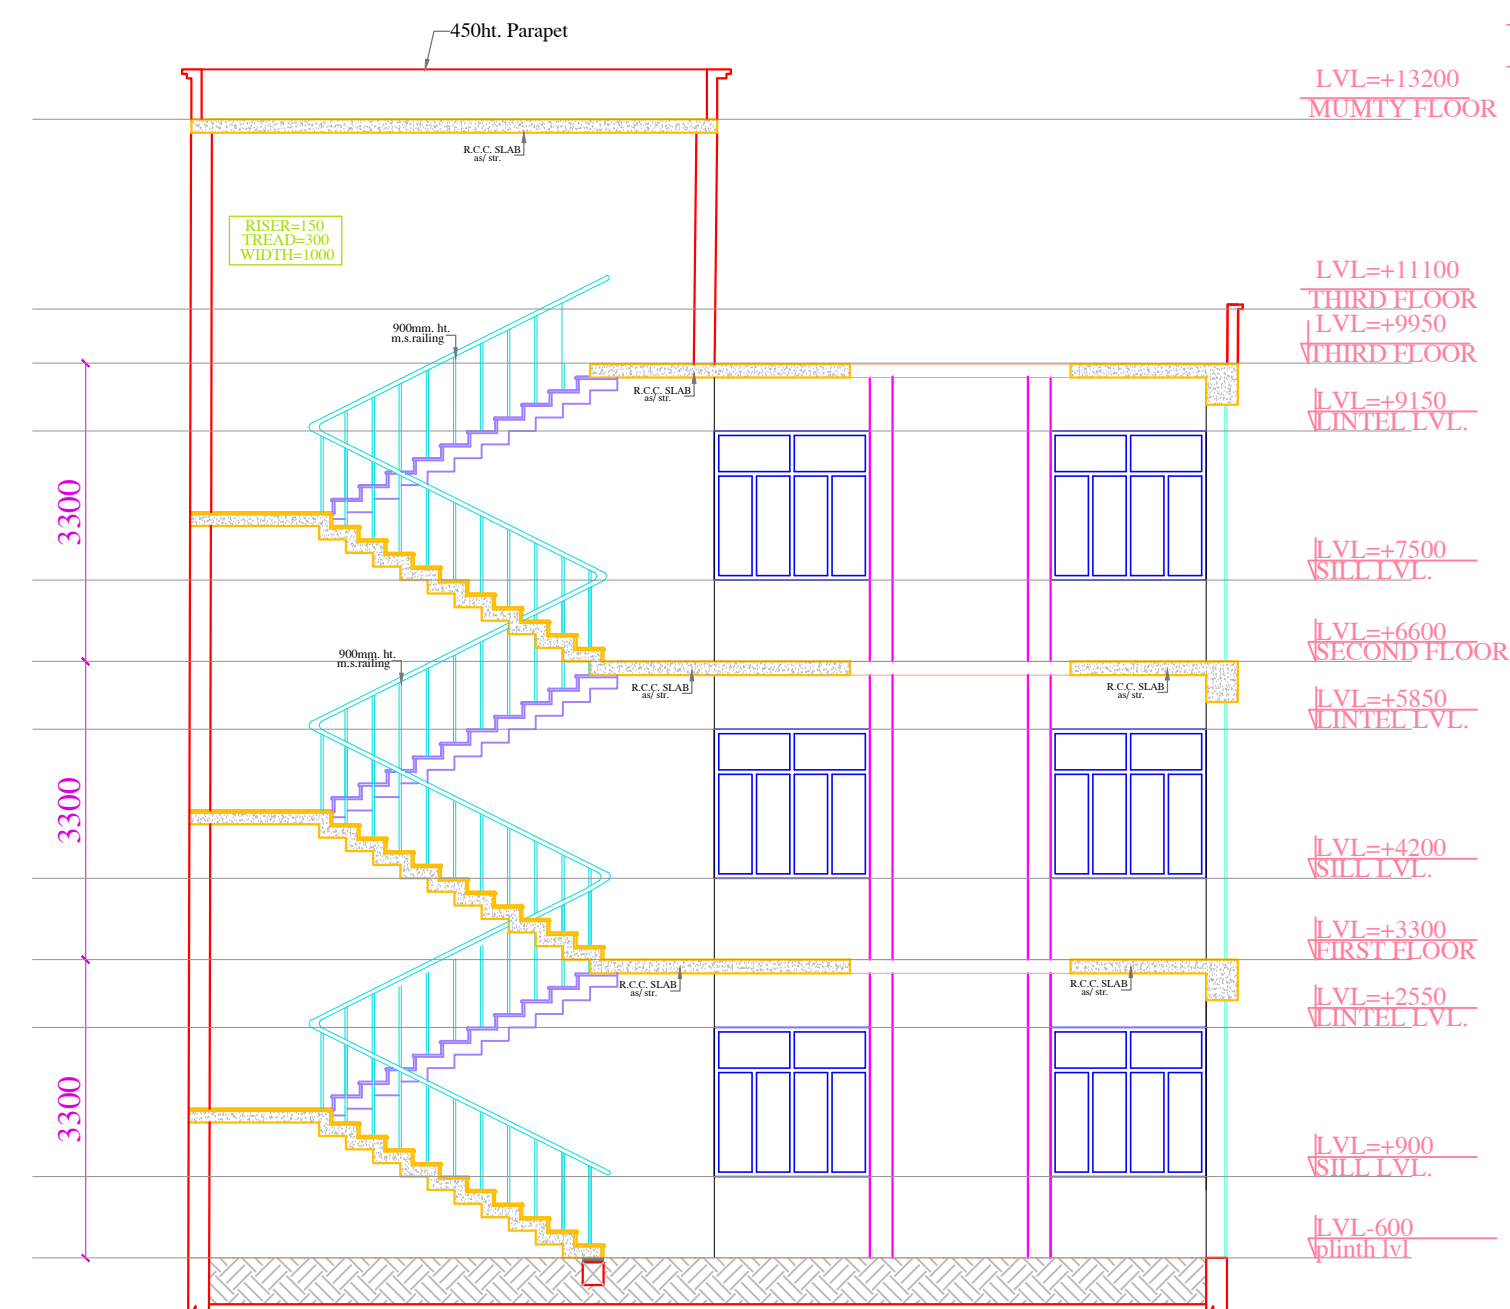 450ht. Parapet
LVL=+13200
MUMTY FLOOR
R.C.C. SLAB
as/ str.
RISER=150
TREAD=300
WIDTH=1000
LVL=+11100
THIRD FLOOR
900mm. ht.
m.s.railing
LVL=+9950
THIRD FLOOR
R.C.C. SLAB
as/ str.
LVL=+9150
LINTEL LVL.
3300
LVL=+7500
SILL LVL.
LVL=+6600
SECOND FLOOR
900mm. ht.
m.s.railing
R.C.C. SLAB
as/ str.
R.C.C. SLAB
as/ str.
LVL=+5850
LINTEL LVL.
3300
LVL=+4200
SILL LVL.
LVL=+3300
FIRST FLOOR
R.C.C. SLAB
as/ str.
R.C.C. SLAB
as/ str.
LVL=+2550
LINTEL LVL.
3300
LVL=+900
SILL LVL.
LVL-600
plinth lvl